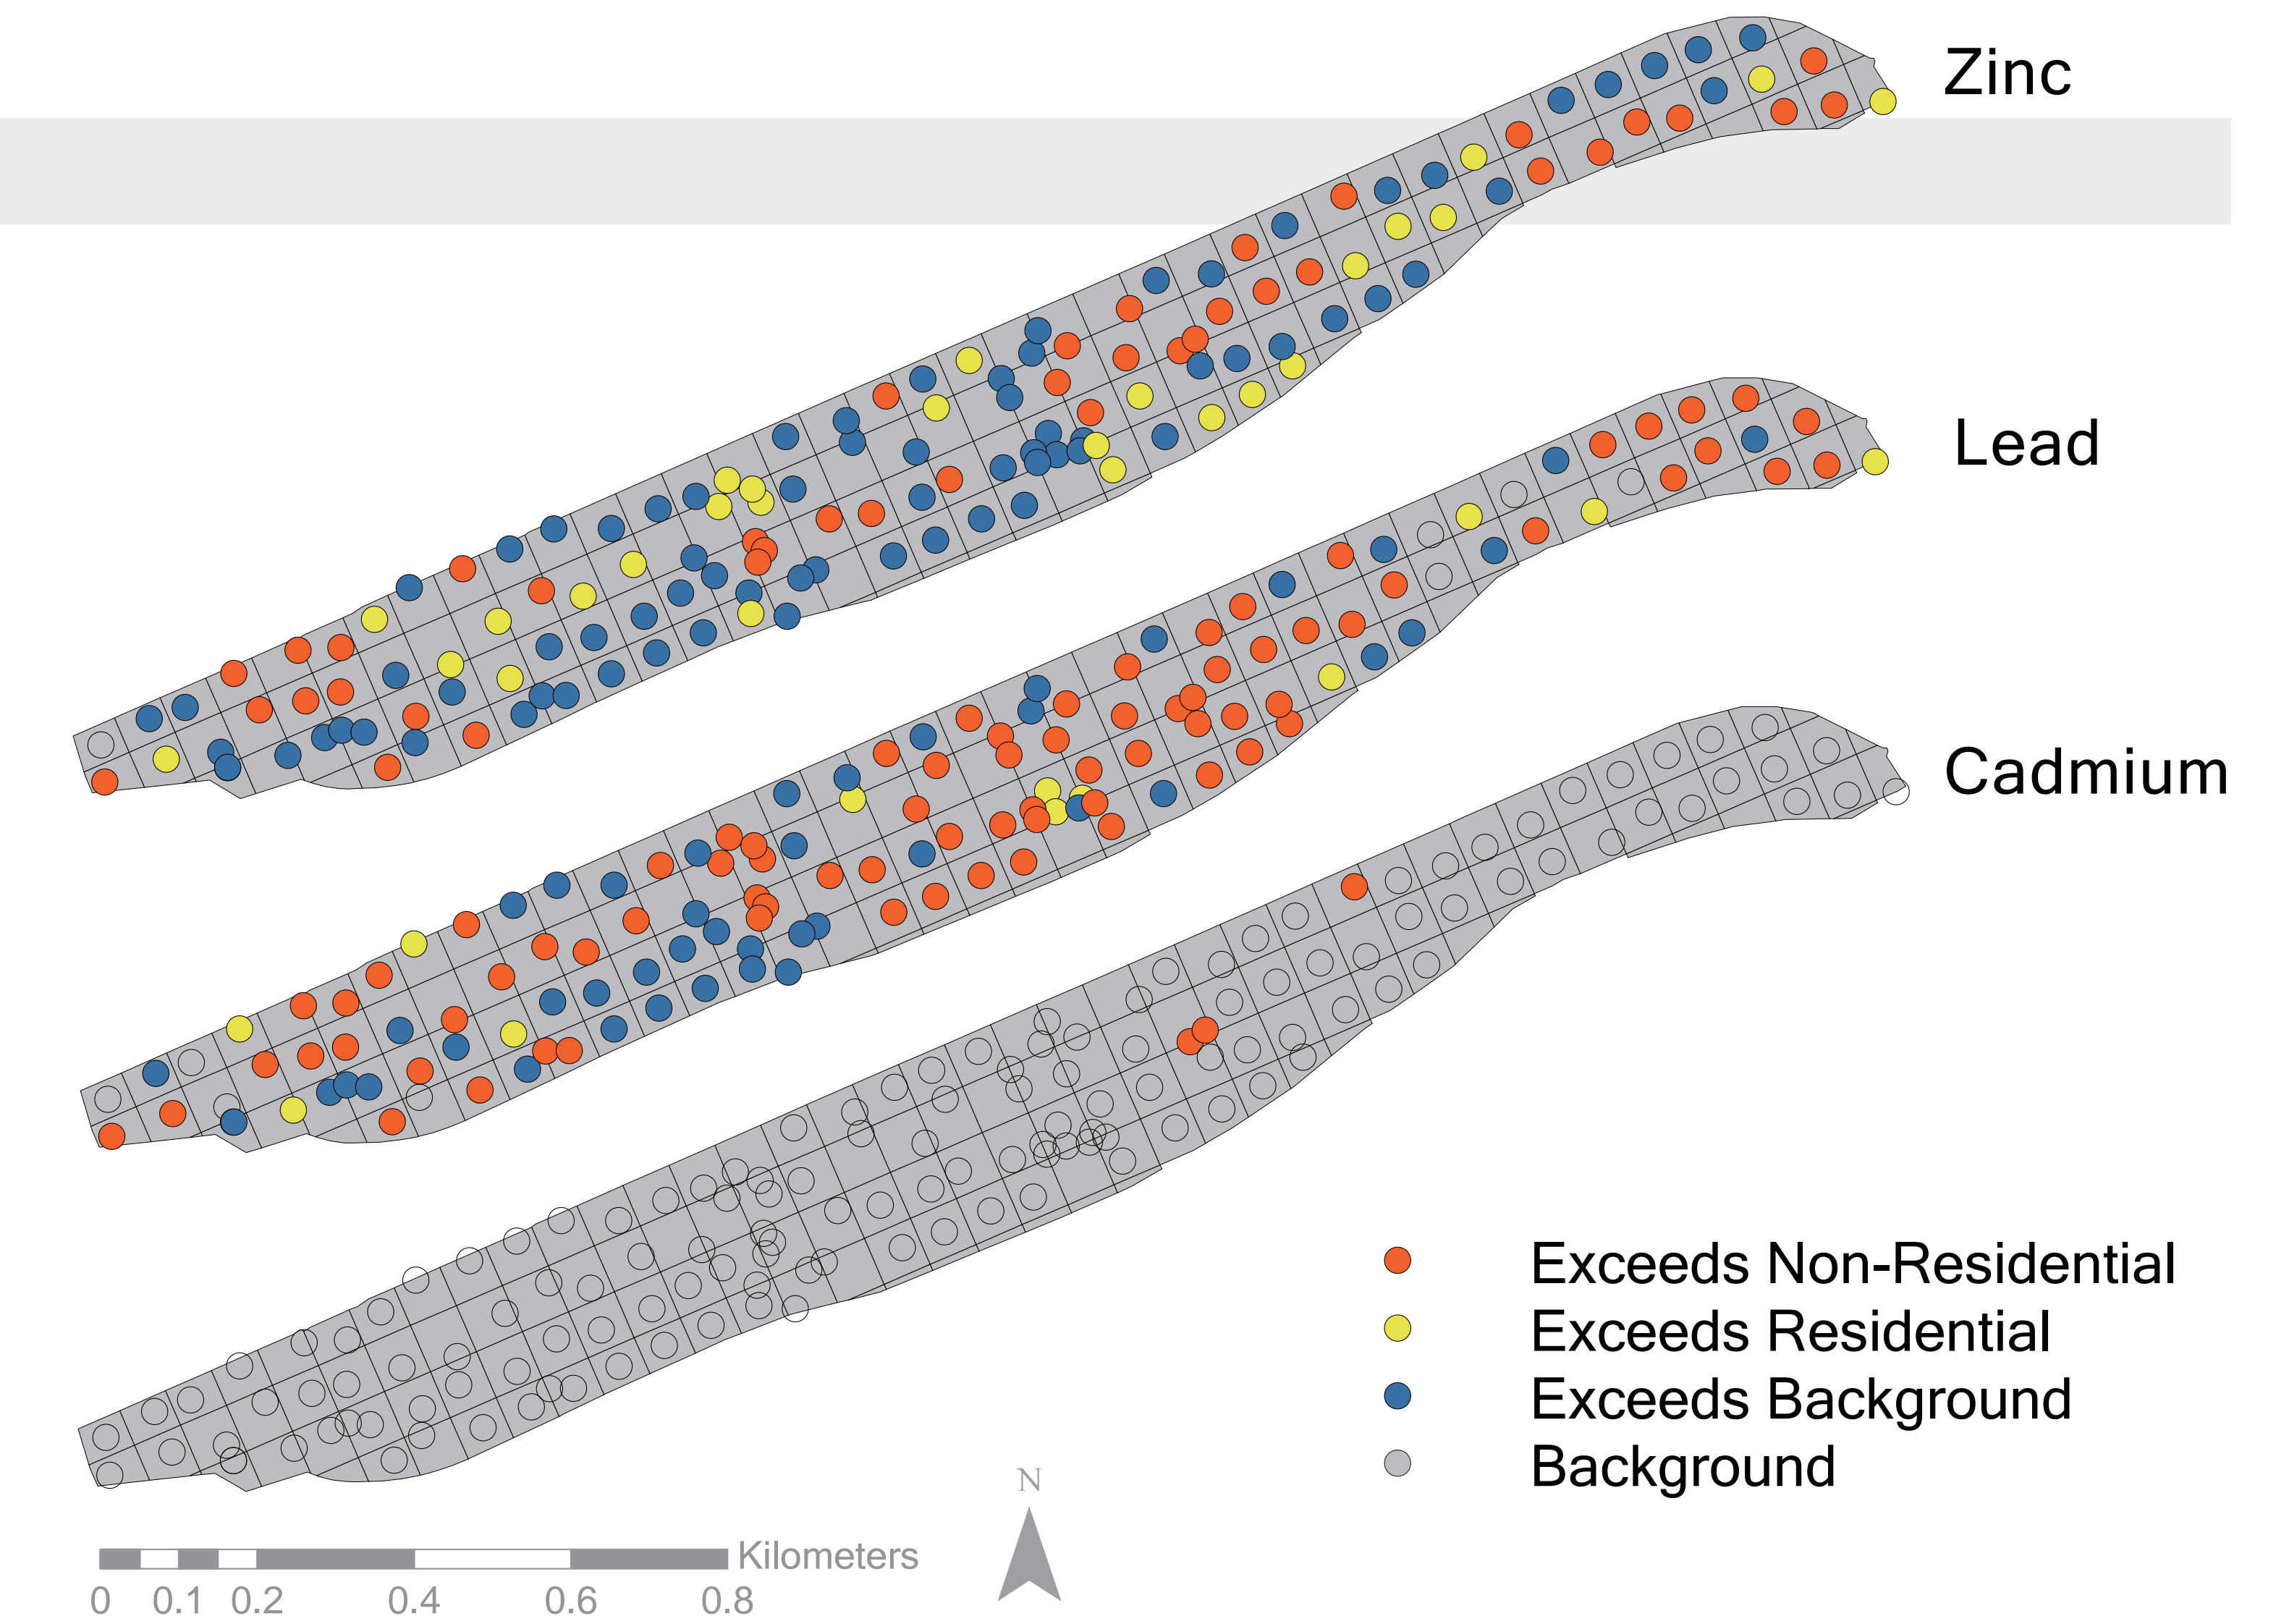 Zinc
Lead
Cadmium
Exceeds Non-Residential
Exceeds Residential
Exceeds Background
Background
N
Kilometers
0 0.1 0.2 0.4 0.6 0.8